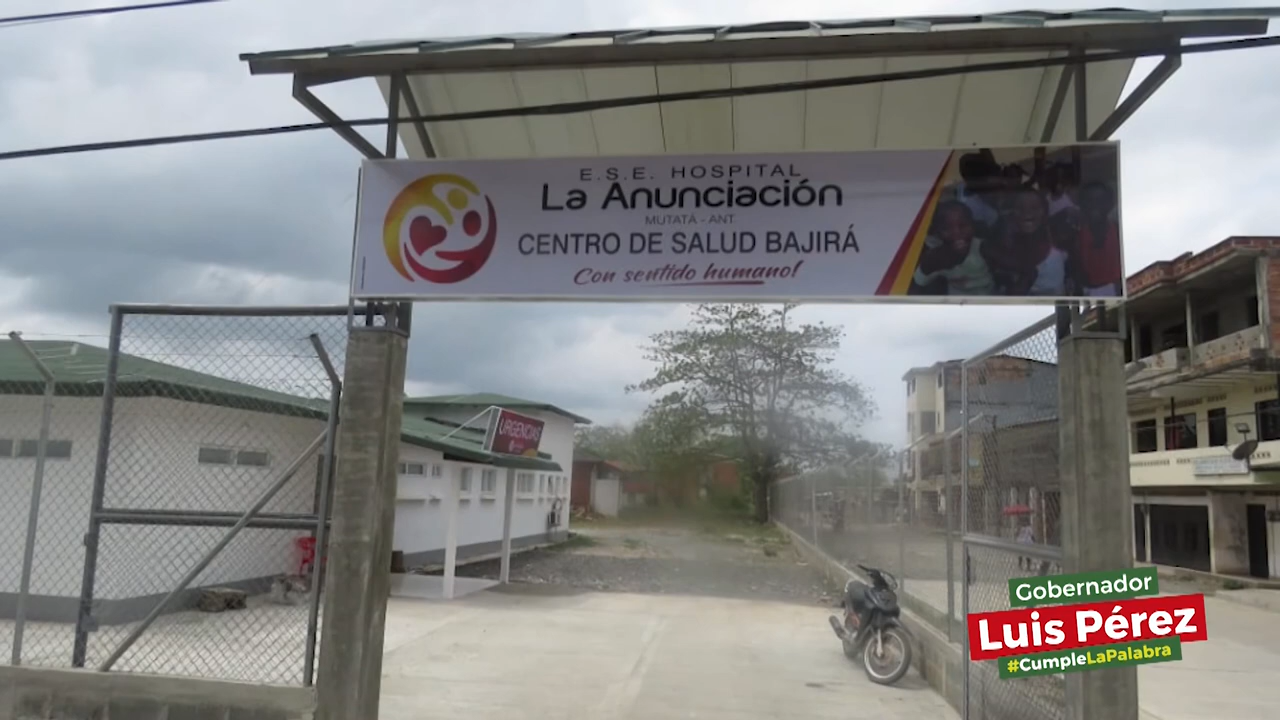 E.S.E. HOSPITAL
La Anunciación
MUTATÁ - ANT
CENTRO DE SALUD BAJIRÁ
Con sentido humano!
URGENCIAS
Gobernador
Luis Pérez
#CumpleLaPalabra